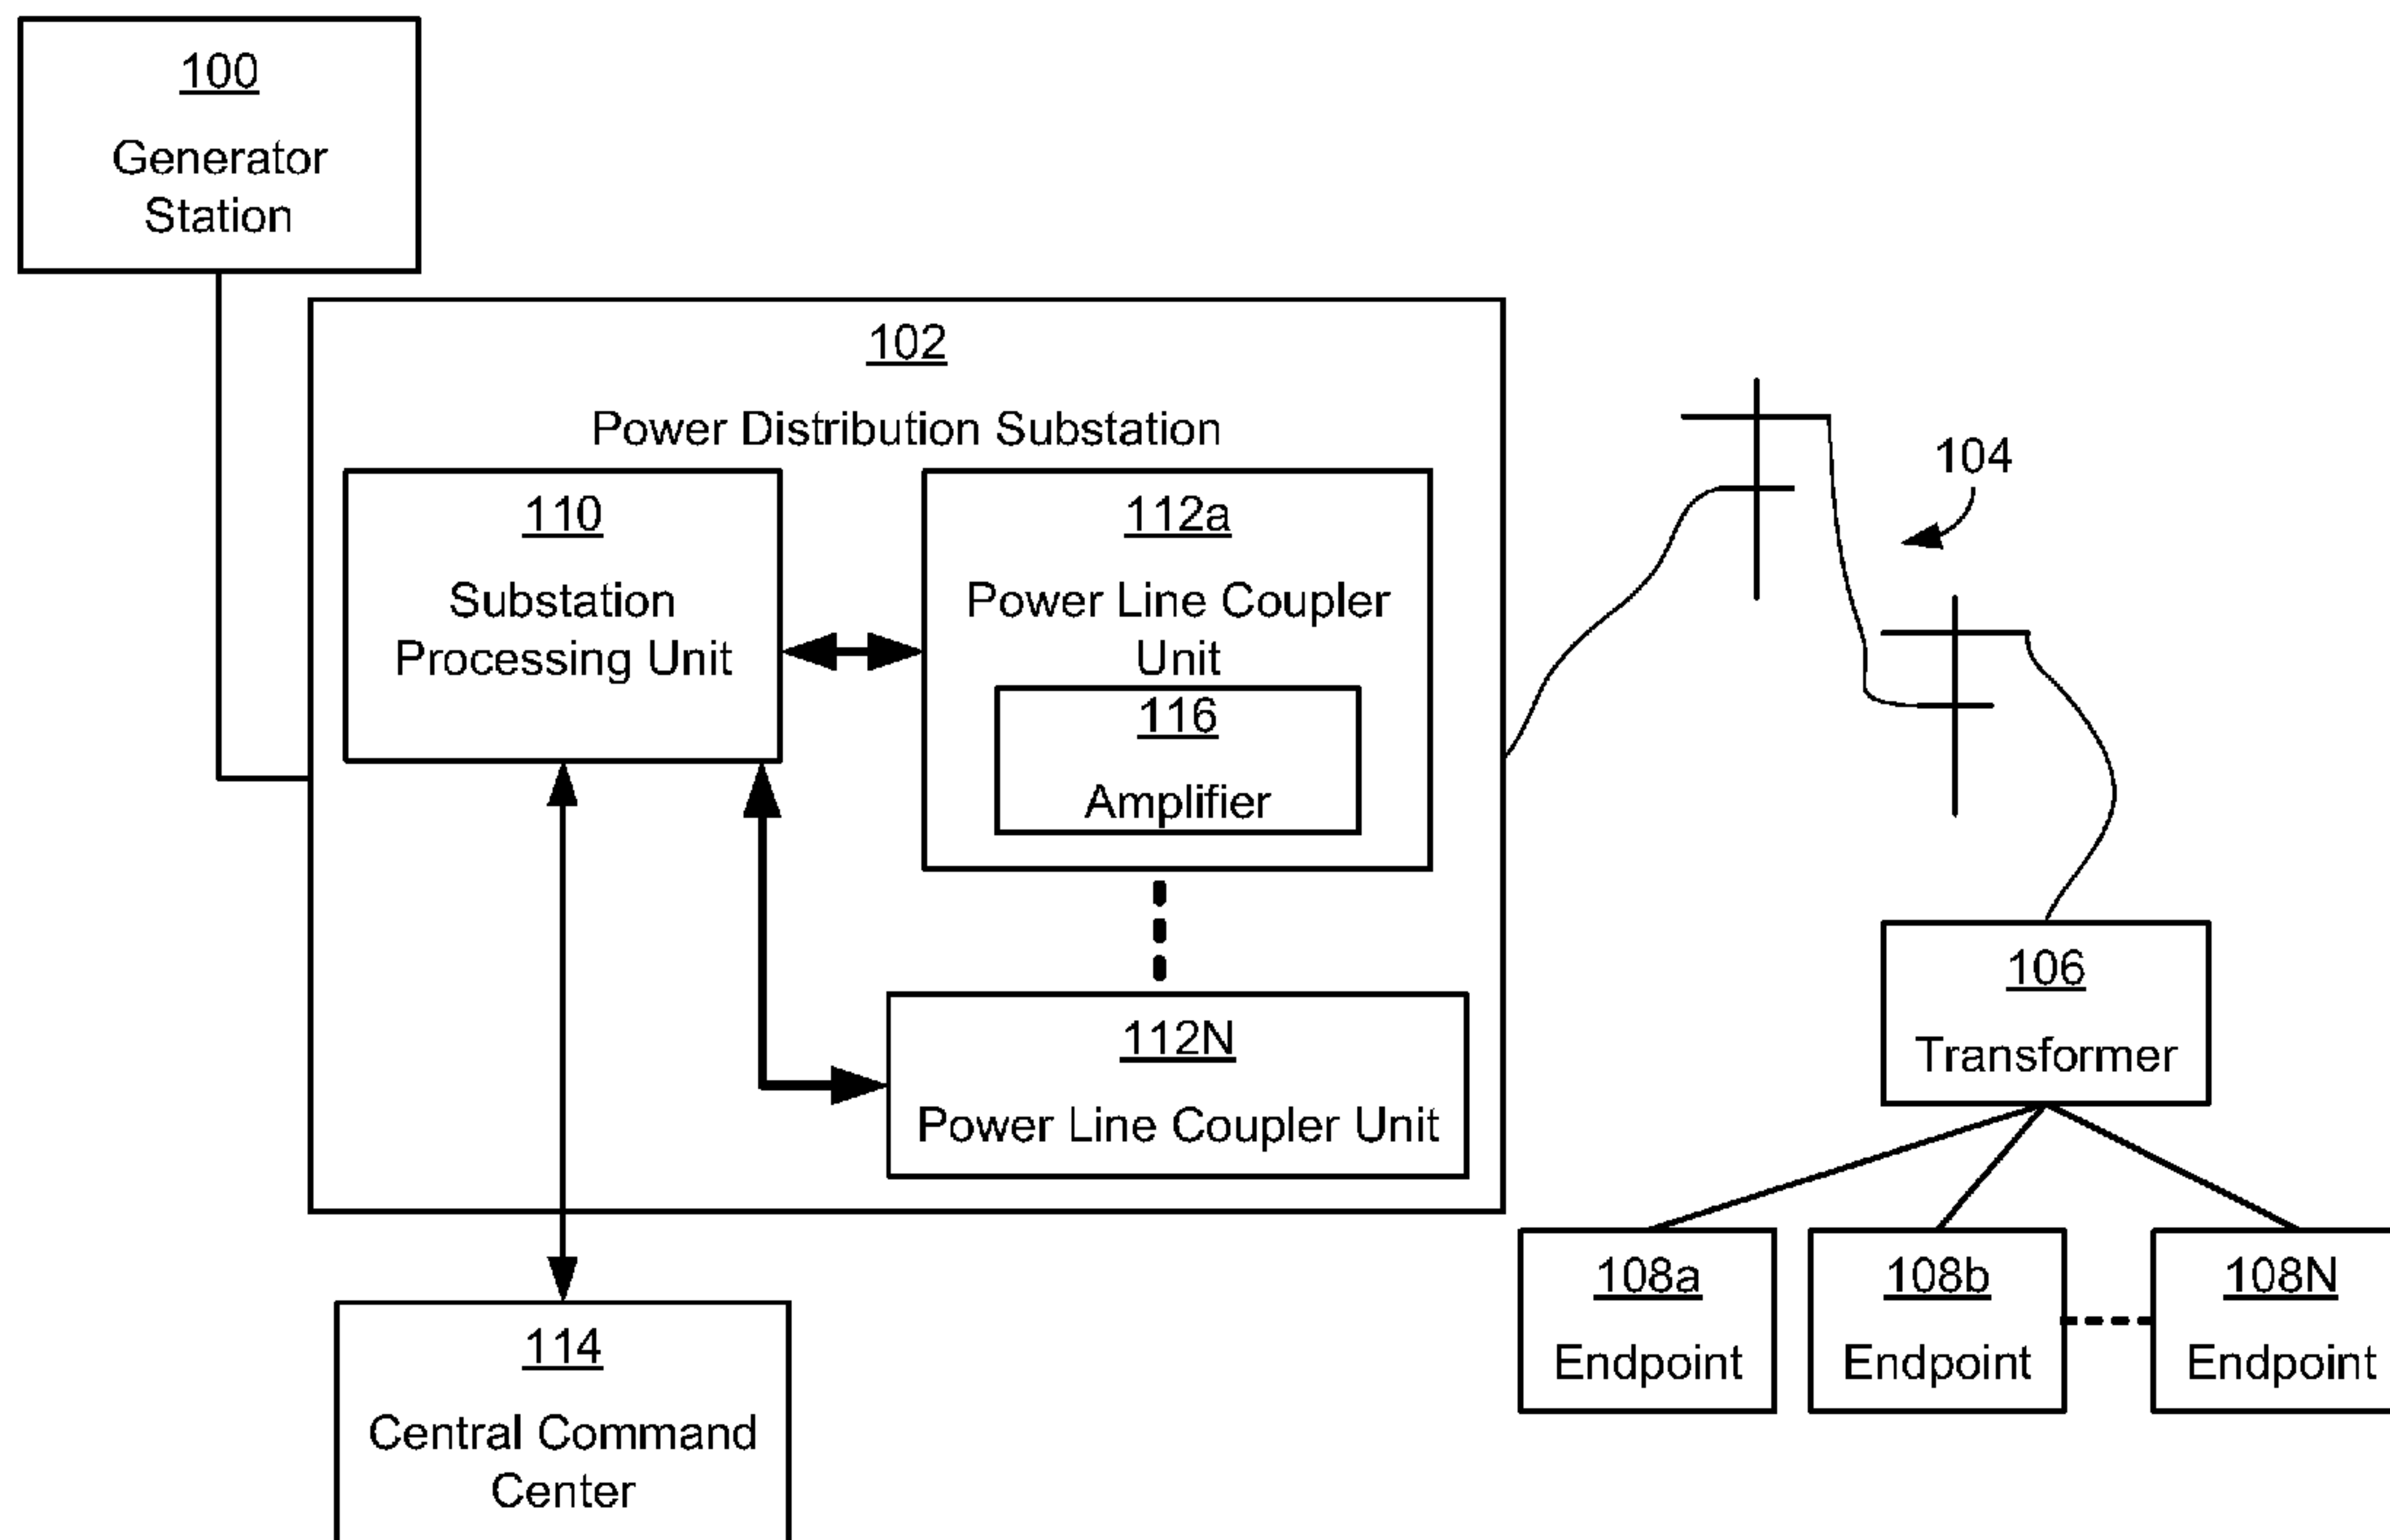 100
Generator
Station
102
Power Distribution Substation
110
Substation
Processing Unit
112a
Power Line Coupler
Unit
116
Amplifier
112N
Power Line Coupler Unit
114
Central Command
Center
104
106
Transformer
108a
Endpoint
108b
Endpoint
108N
Endpoint